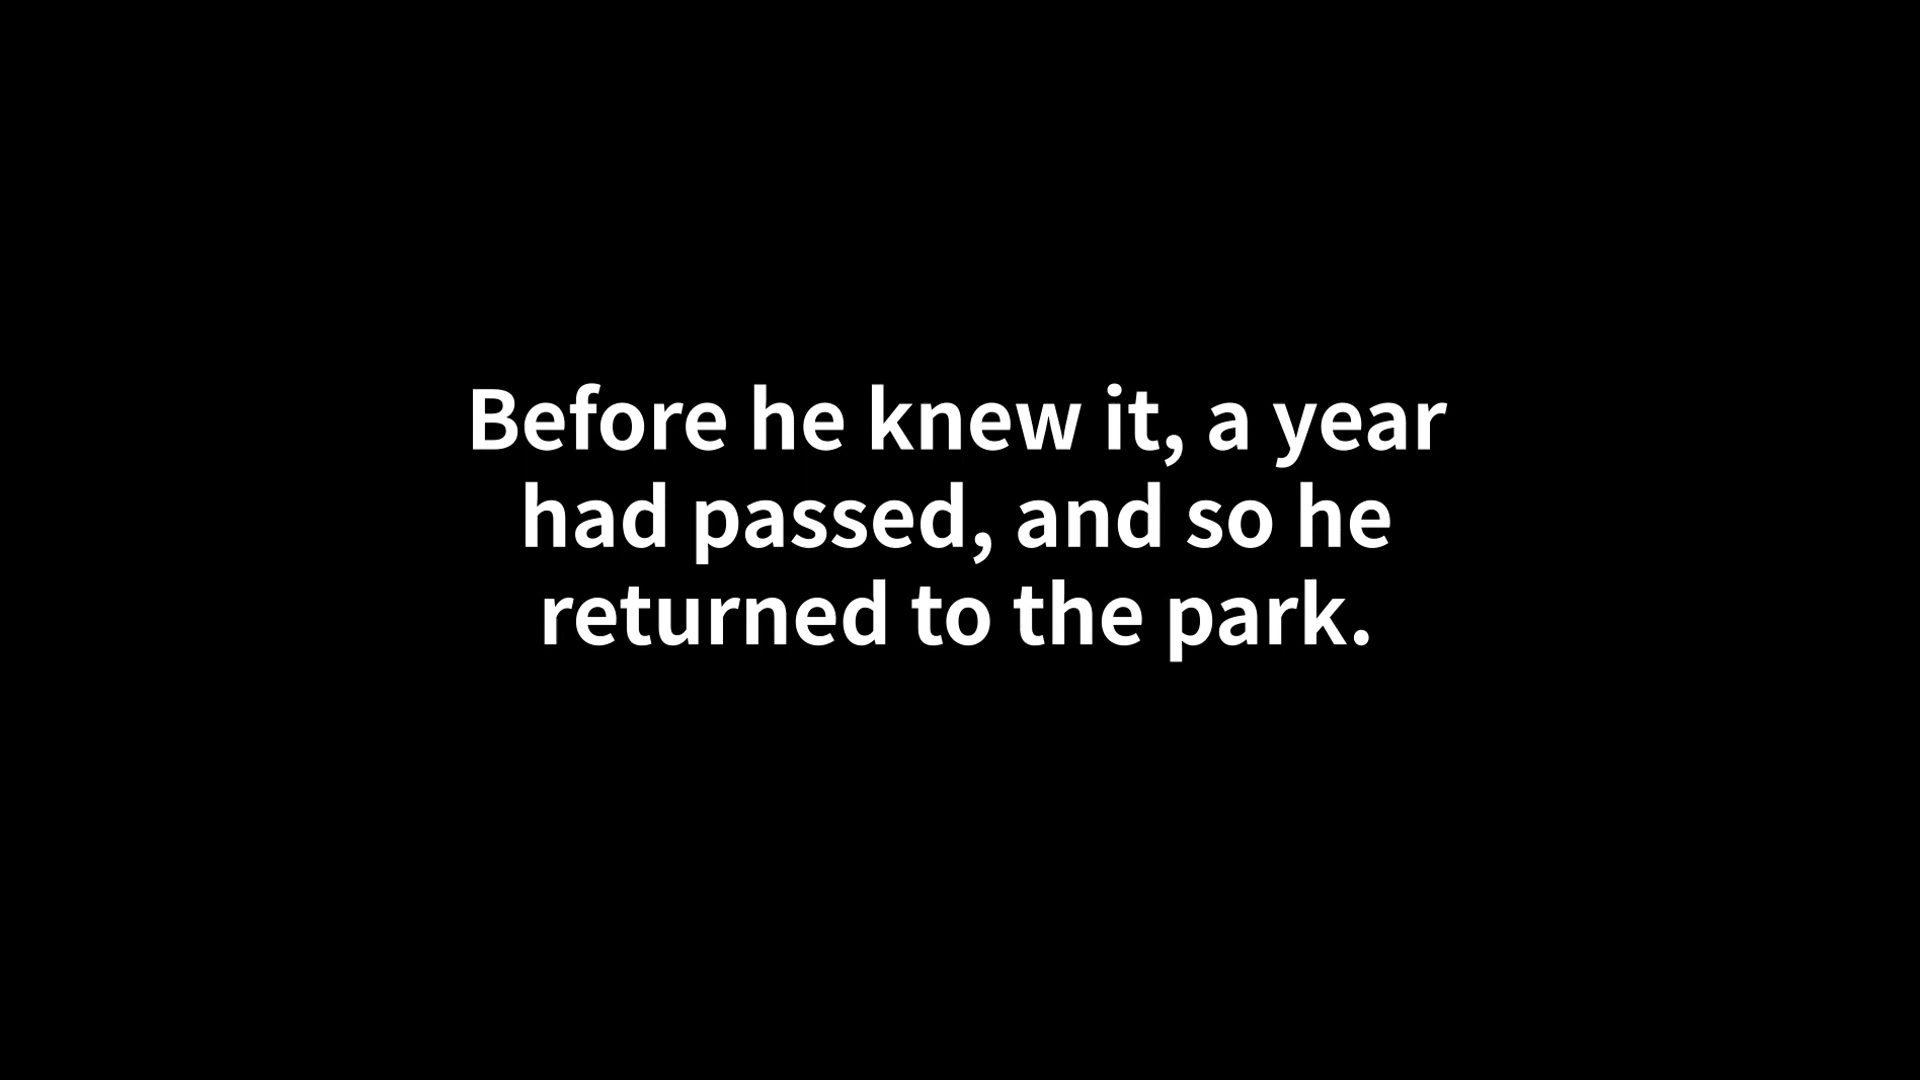 Before he knew it, a year
had passed, and so he
returned to the park.